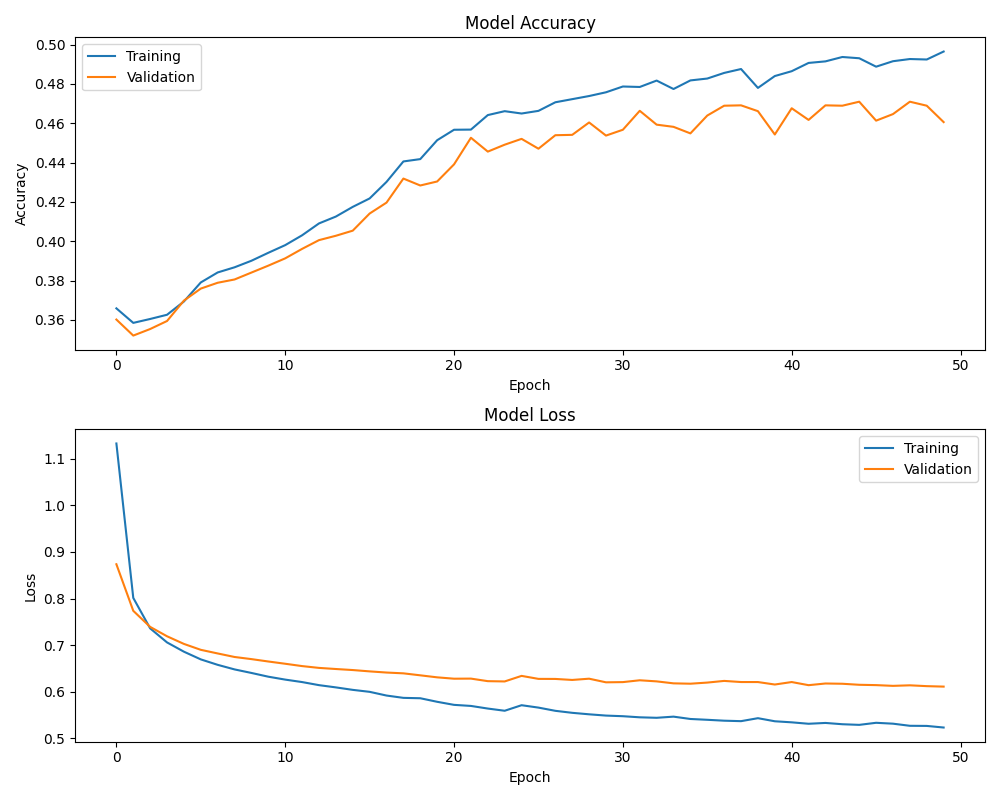 Model Accuracy
Training
Validation
0.50
0.48
0.46
0.44
0.42
0.40
0.38
0.36
Accuracy
0 10 20 30 40 50
Epoch
Model Loss
Training
Validation
1.1
1.0
0.9
0.8
0.7
0.6
0.5
Loss
0 10 20 30 40 50
Epoch